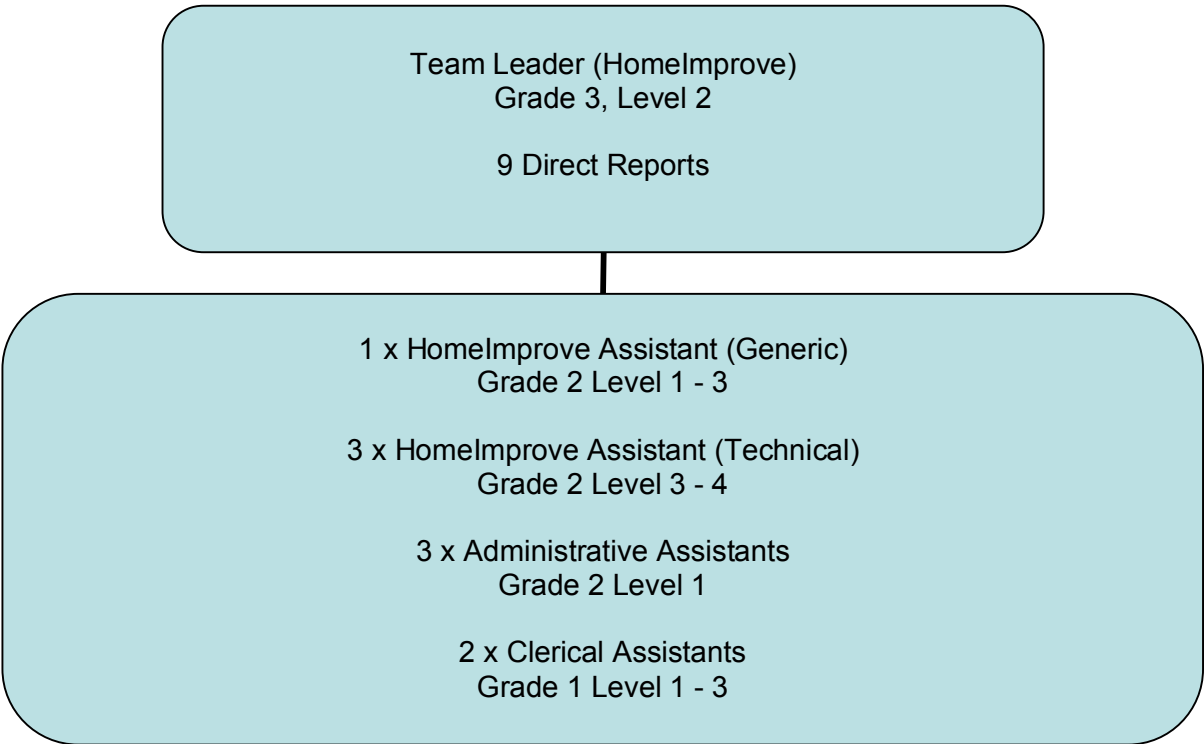 Team Leader (HomeImprove)
Grade 3, Level 2
9 Direct Reports
1 x HomeImprove Assistant (Generic)
Grade 2 Level 1 - 3
3 x HomeImprove Assistant (Technical)
Grade 2 Level 3 - 4
3 x Administrative Assistants
Grade 2 Level 1
2 x Clerical Assistants
Grade 1 Level 1 - 3